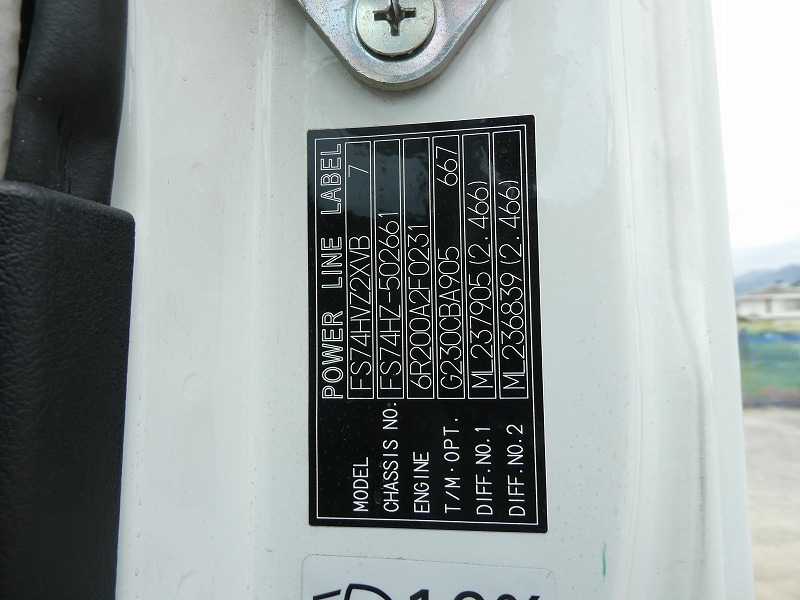 POWER LINE LABEL
MODEL FS74HVZ2XVB 7
CHASSIS NO. FS74HZ-502661
ENGINE 6R200A2F0231
T/M·OPT. G230CBA905 667
DIFF.NO.1 ML237905(2.466)
DIFF.NO.2 ML236839(2.466)